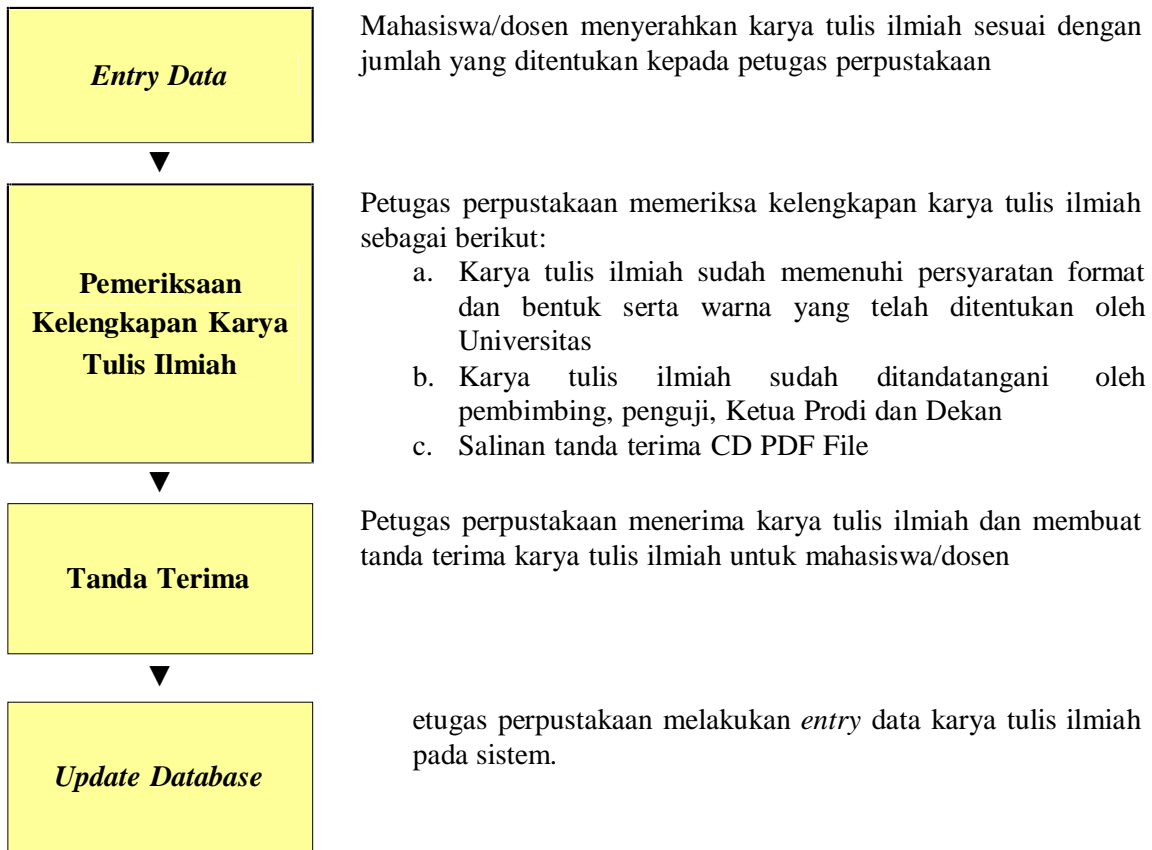 Mahasiswa/dosen menyerahkan karya tulis ilmiah sesuai dengan
jumlah yang ditentukan kepada petugas perpustakaan
Entry Data
▼
Petugas perpustakaan memeriksa kelengkapan karya tulis ilmiah
sebagai berikut:
a. Karya tulis ilmiah sudah memenuhi persyaratan format
dan bentuk serta warna yang telah ditentukan oleh
Universitas
b. Karya tulis ilmiah sudah ditandatangani oleh
pembimbing, penguji, Ketua Prodi dan Dekan
c. Salinan tanda terima CD PDF File
Pemeriksaan
Kelengkapan Karya
Tulis Ilmiah
▼
Petugas perpustakaan menerima karya tulis ilmiah dan membuat
tanda terima karya tulis ilmiah untuk mahasiswa/dosen
Tanda Terima
▼
etugas perpustakaan melakukan entry data karya tulis ilmiah
pada sistem.
Update Database